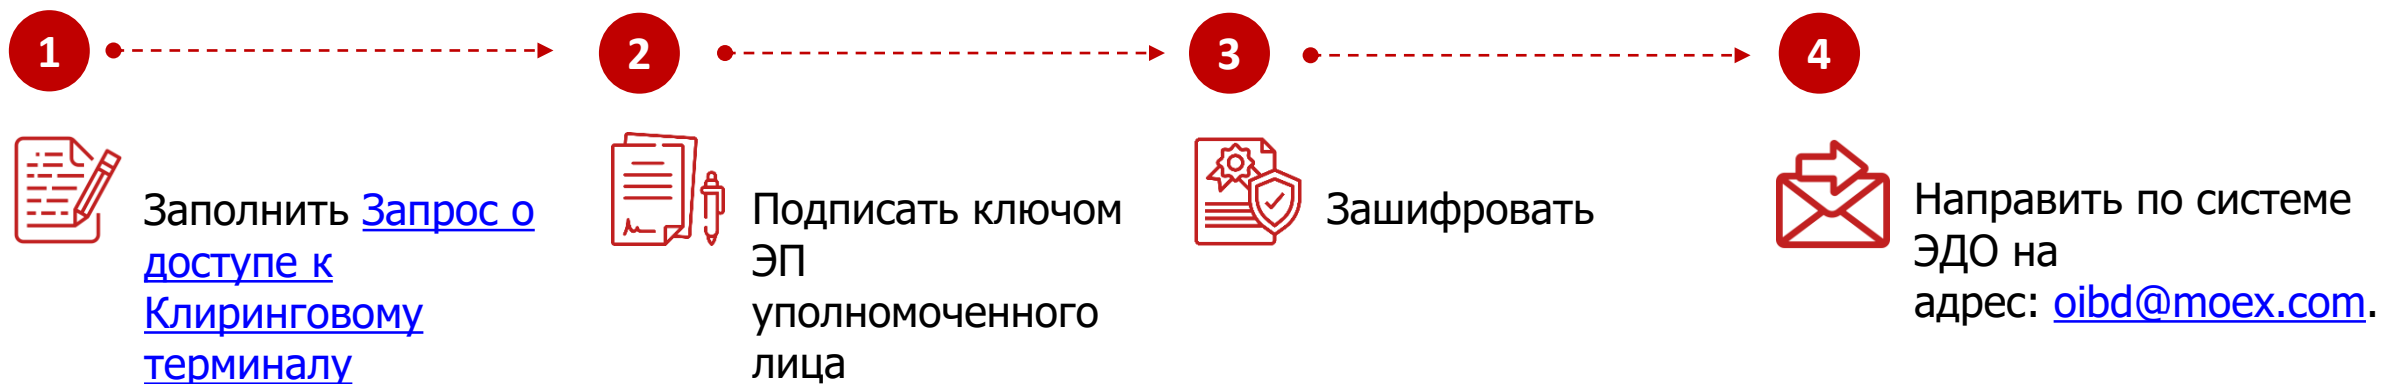 1
2
3
4
Заполнить Запрос о
доступе к
Клиринговому
терминалу
Подписать ключом
ЭП
уполномоченного
лица
Зашифровать
Направить по системе
ЭДО на
адрес: oibd@moex.com.